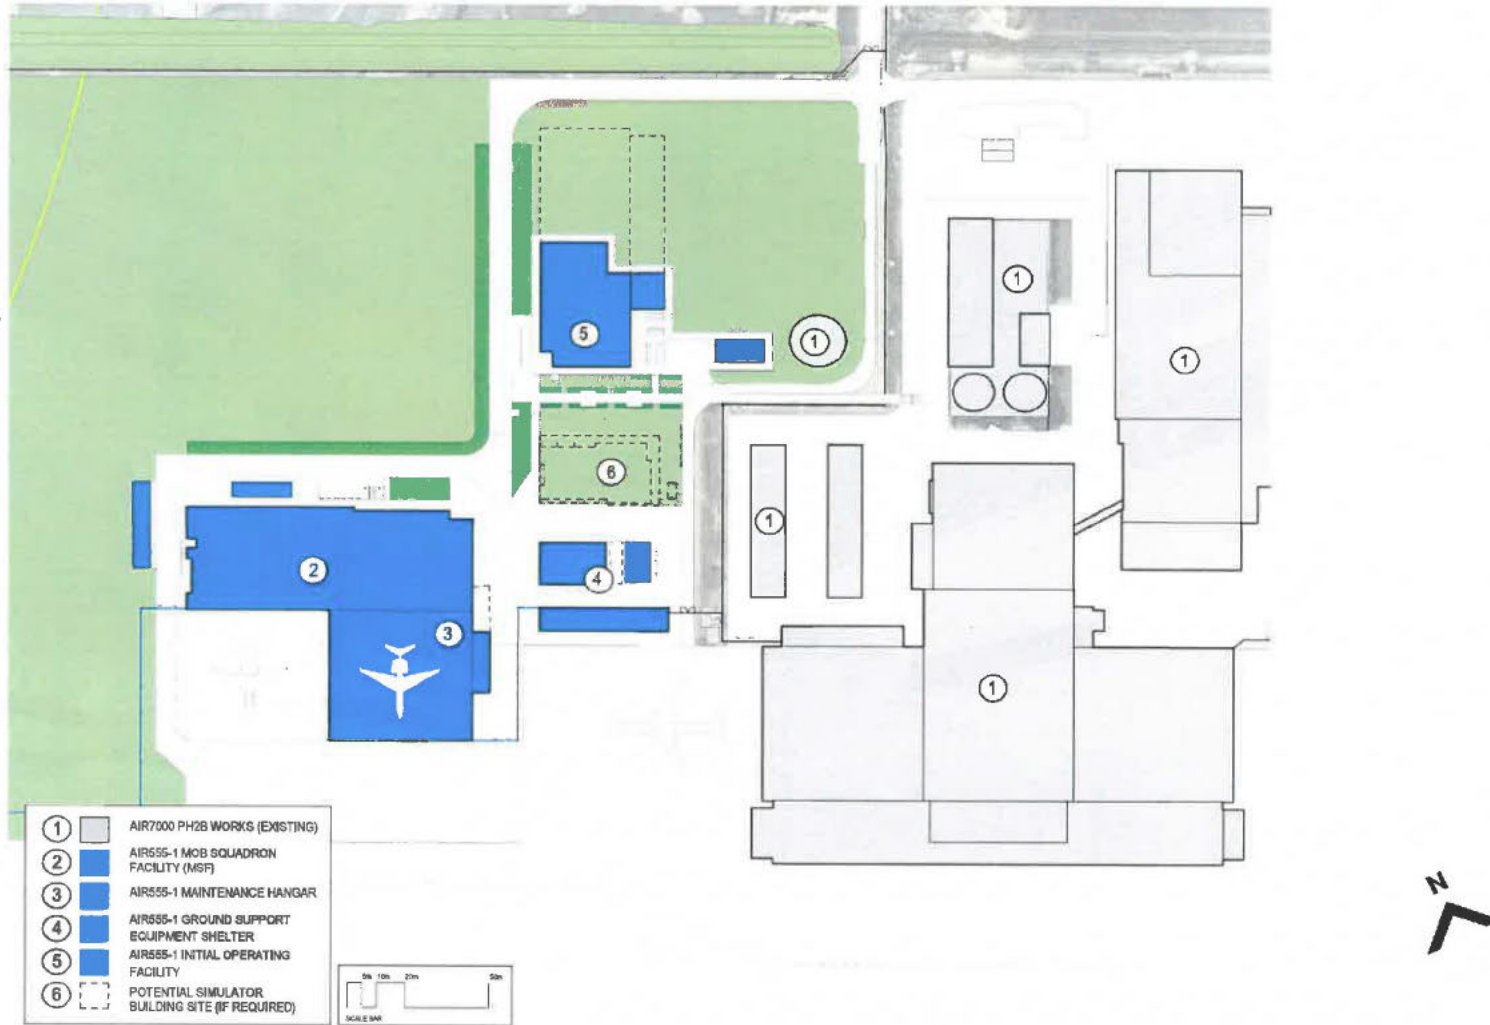 1
1
1
5
6
1
4
2
3
1
1 AIR7000 PH2B WORKS (EXISTING)
2 AIR555-1 MOB SQUADRON
FACILITY (MSF)
3 AIR555-1 MAINTENANCE HANGAR
4 AIR555-1 GROUND SUPPORT
EQUIPMENT SHELTER
5 AIR555-1 INITIAL OPERATING
FACILITY
6 POTENTIAL SIMULATOR
BUILDING SITE (IF REQUIRED)
5m 10m 20m 50m
SCALE BAR
N